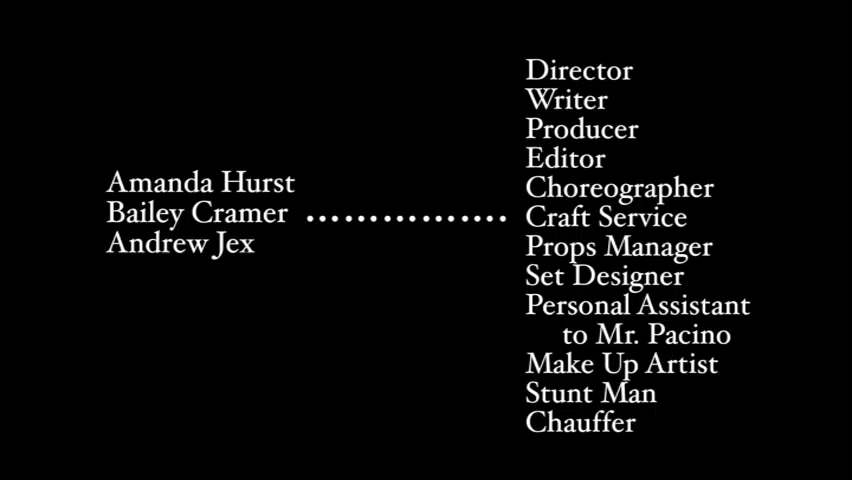 Amanda Hurst
Bailey Cramer ................
Andrew Jex
Director
Writer
Producer
Editor
Choreographer
Craft Service
Props Manager
Set Designer
Personal Assistant
to Mr. Pacino
Make Up Artist
Stunt Man
Chauffer